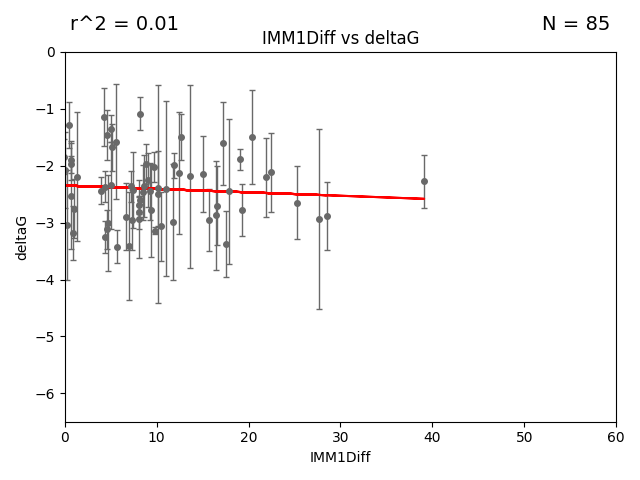 r^2 = 0.01
N = 85
IMM1Diff vs deltaG
0
−1
−2
−3
−4
−5
−6
deltaG
0 10 20 30 40 50 60
IMM1Diff